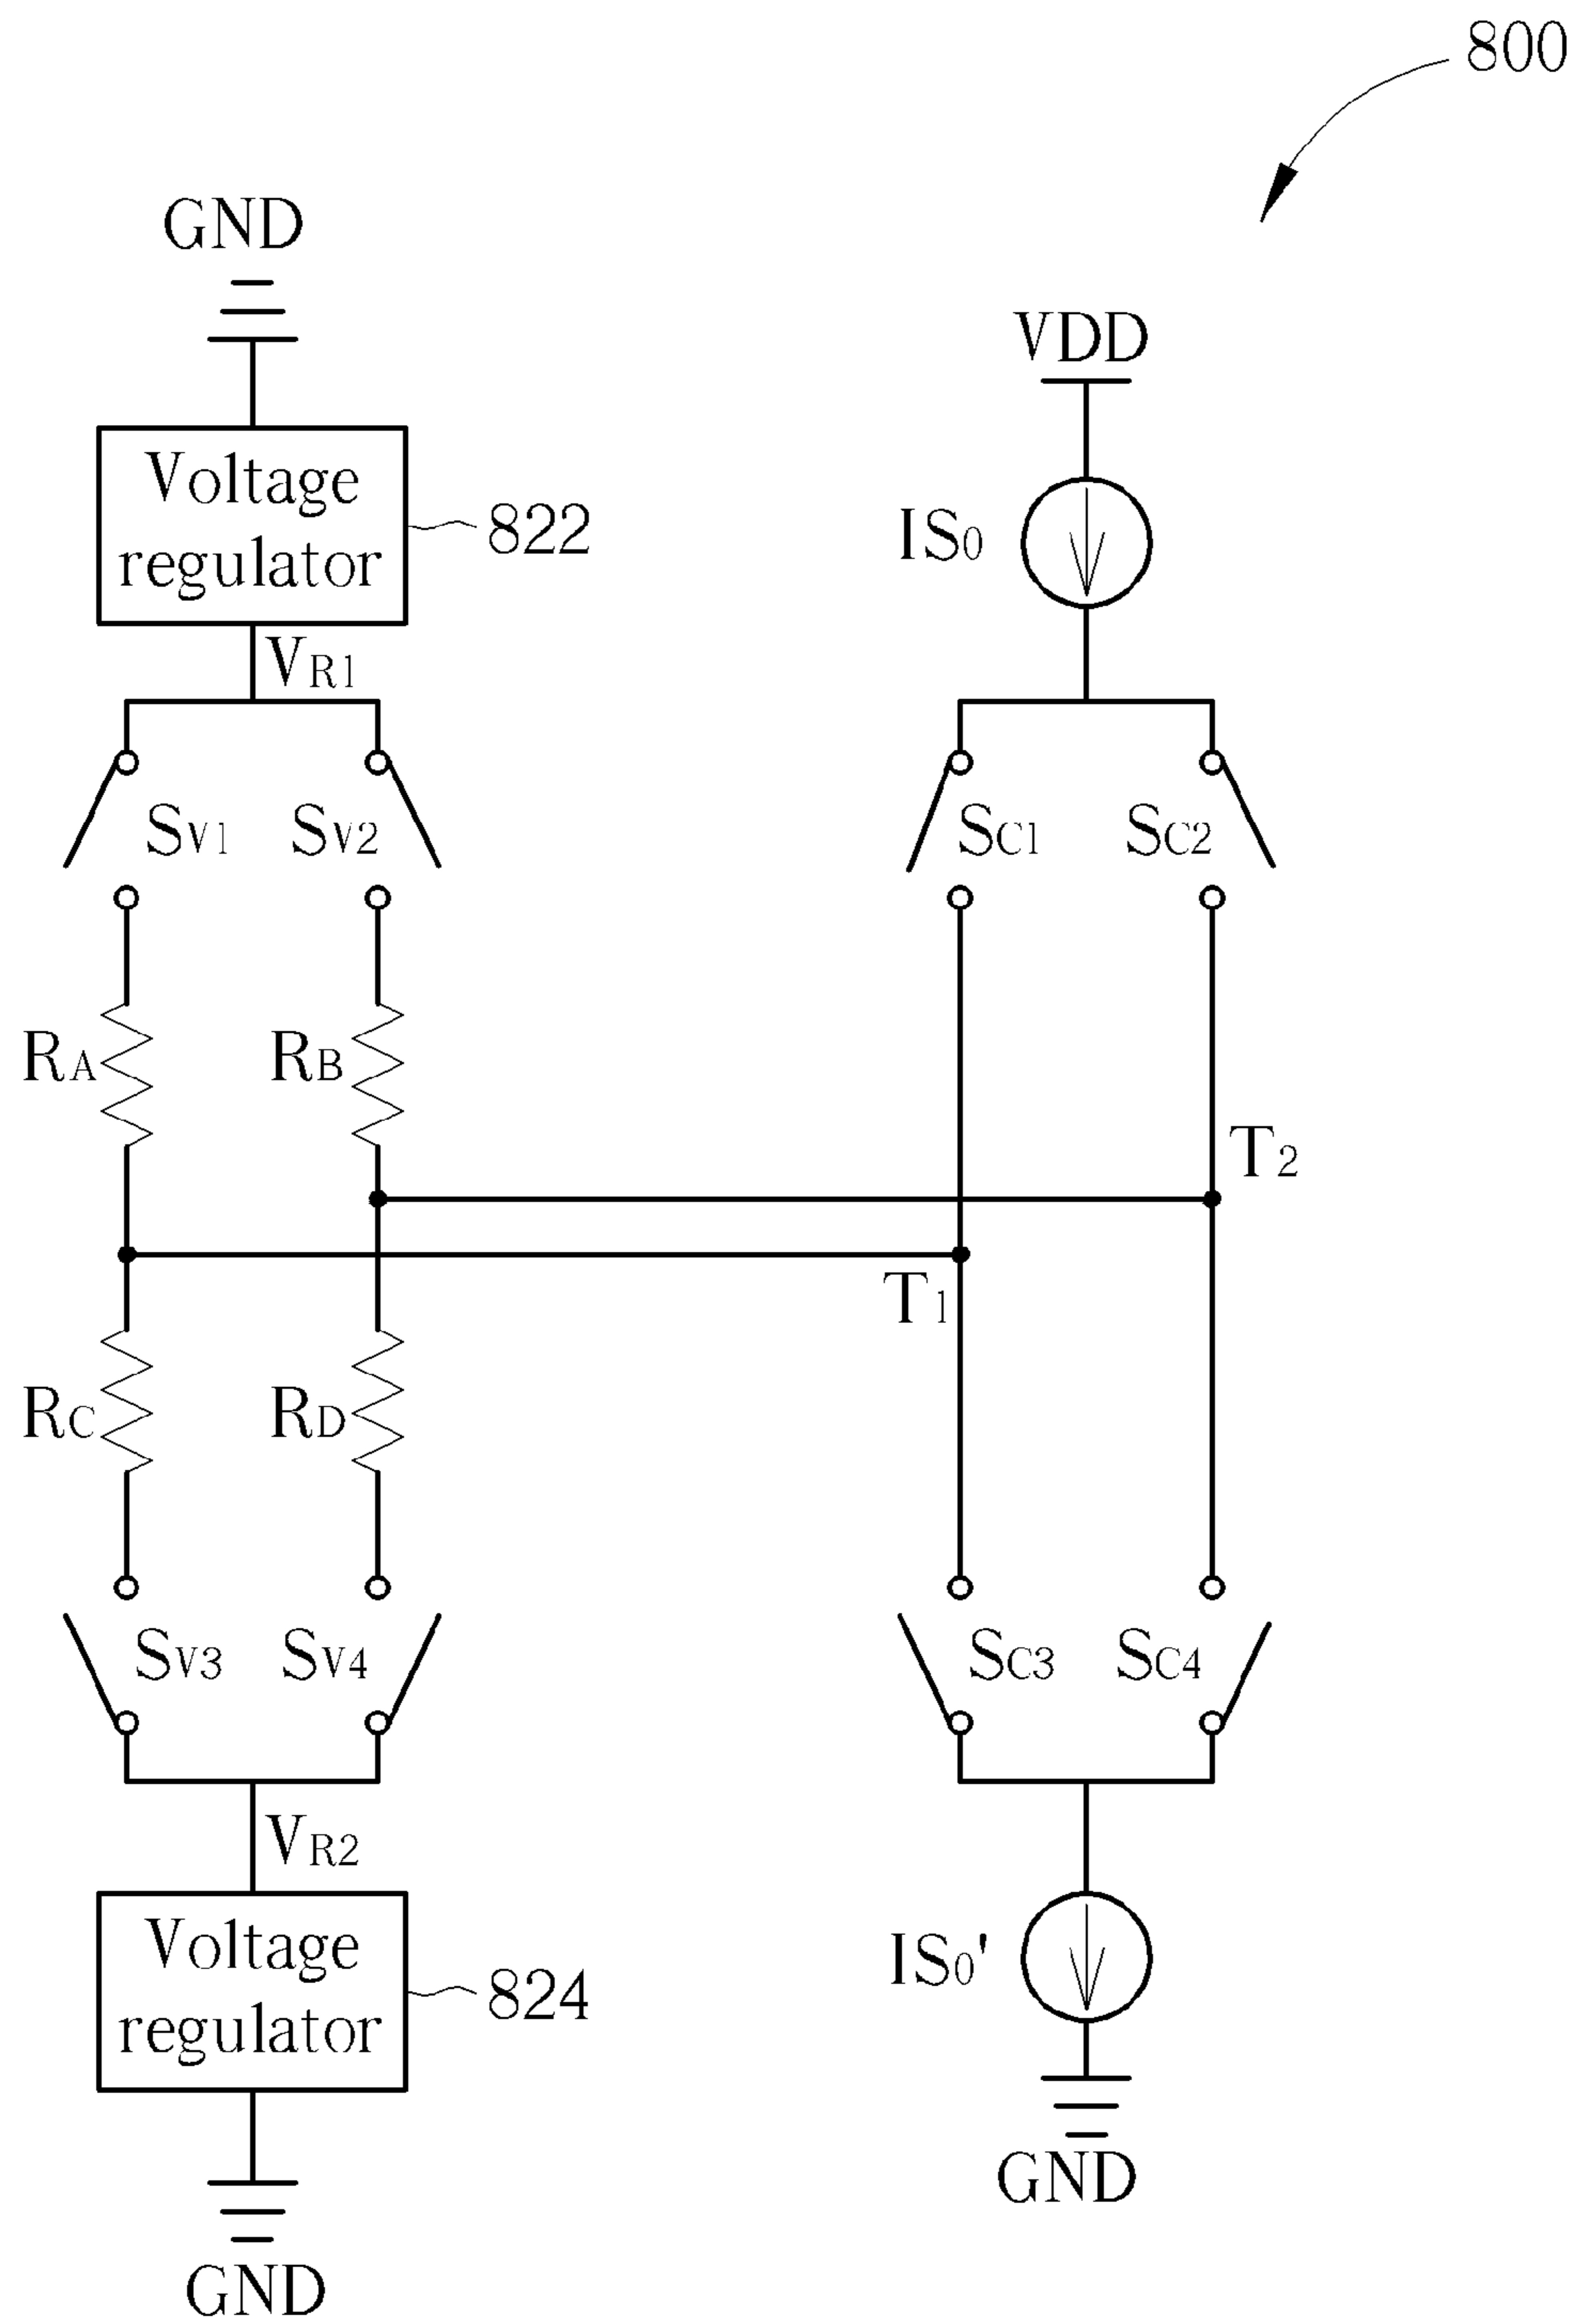 800
GND
VDD
Voltage
regulator
822
IS0
VR1
SV1 SV2
SC1 SC2
RA RB
T2
T1
RC RD
SV3 SV4
SC3 SC4
VR2
Voltage
regulator
824
IS0'
GND
GND